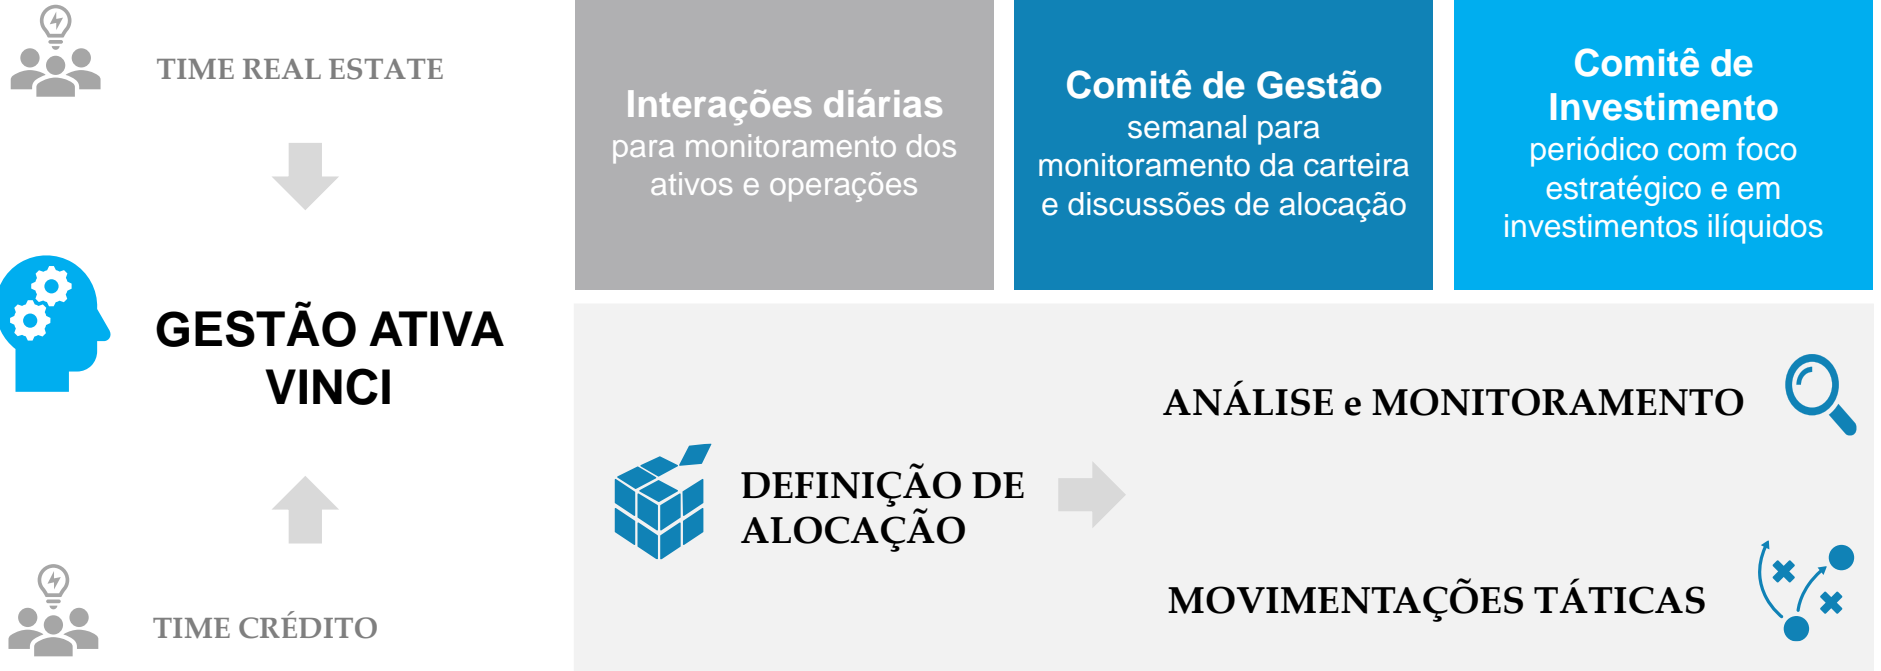 TIME REAL ESTATE
GESTÃO ATIVA
VINCI
TIME CRÉDITO
Interações diárias
para monitoramento dos
ativos e operações
Comitê de Gestão
semanal para
monitoramento da carteira
e discussões de alocação
Comitê de
Investimento
periódico com foco
estratégico e em
investimentos ilíquidos
DEFINIÇÃO DE
ALOCAÇÃO
ANÁLISE e MONITORAMENTO
MOVIMENTAÇÕES TÁTICAS